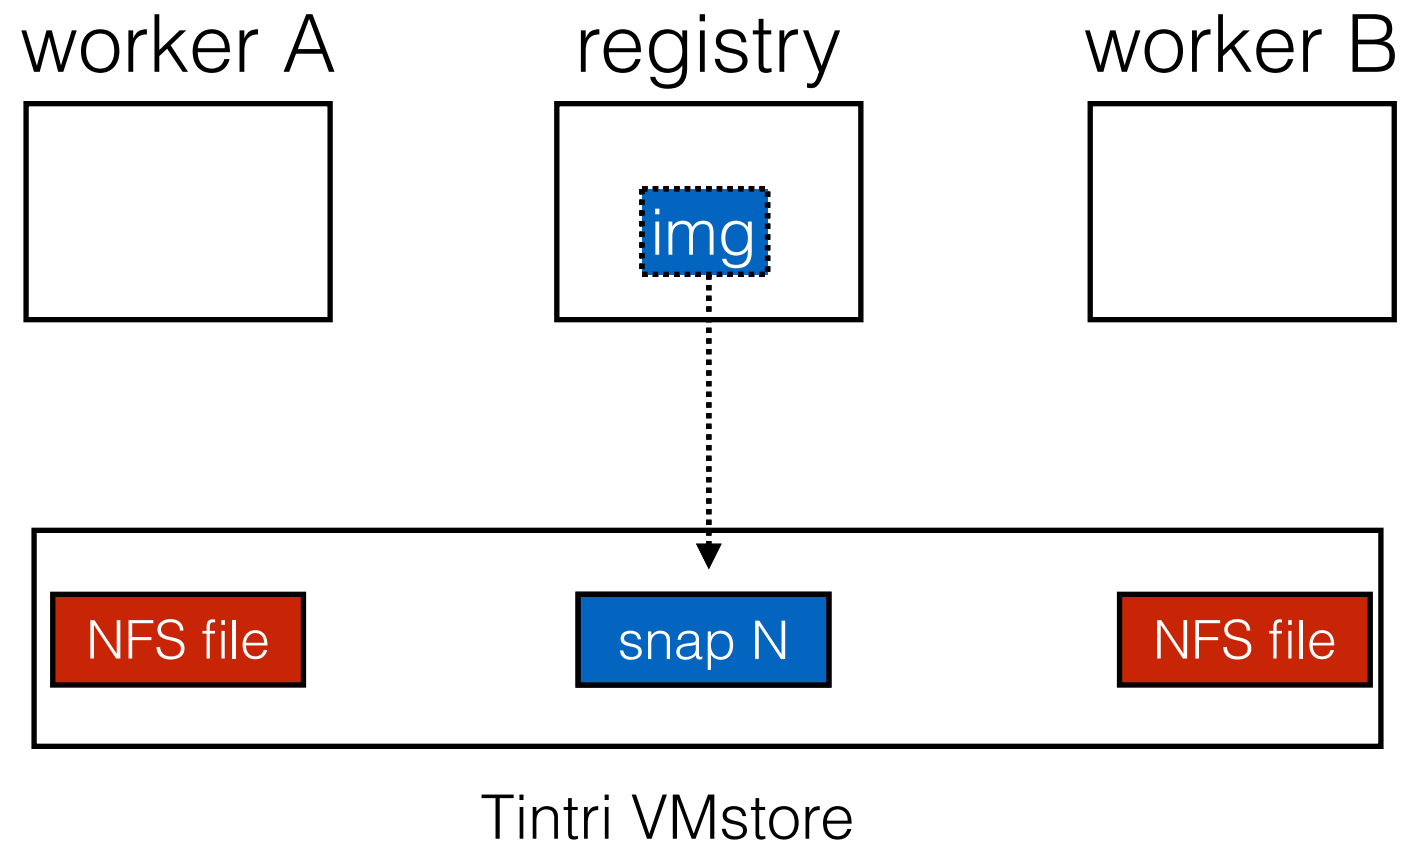 worker A
registry
worker B
img
NFS file
snap N
NFS file
Tintri VMstore